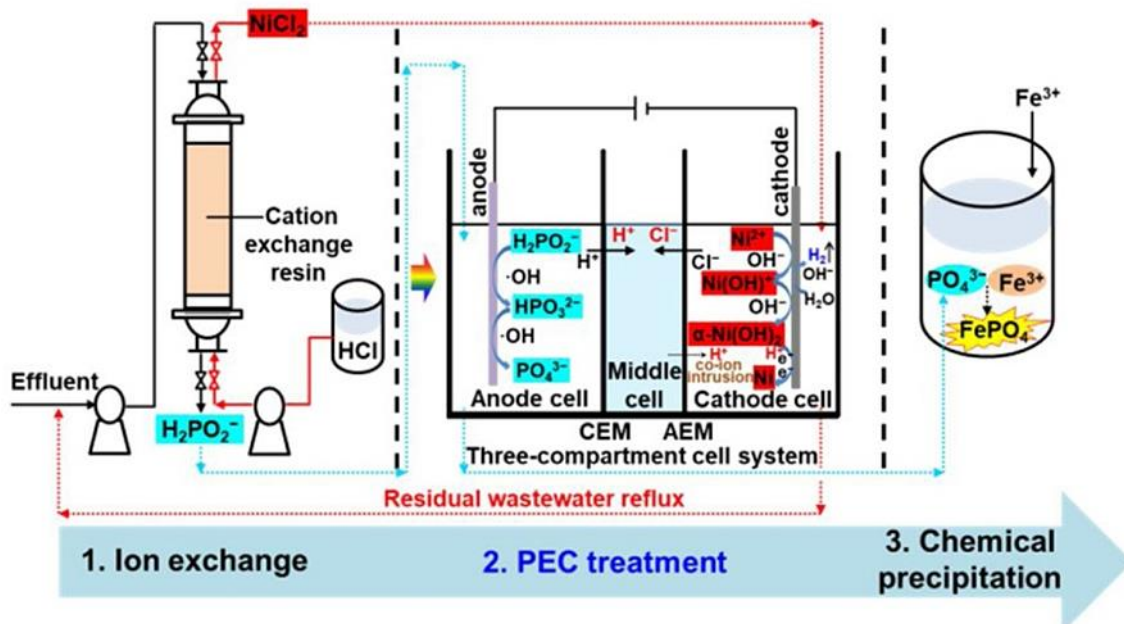 NiCl₂
Cation
exchange
resin
HCl
Effluent
H₂PO₂⁻
anode
cathode
H₂PO₂⁻
·OH
HPO₃²⁻
·OH
PO₄³⁻
Anode cell
H⁺
H⁺
Cl⁻
Cl⁻
Middle
cell
Ni²⁺
OH⁻
Ni(OH)⁺
OH⁻
α-Ni(OH)₂
H₂↑
OH⁻
H₂O
H⁺
co-ion
intrusion
H⁺
e⁻
e⁻
Ni
Cathode cell
CEM
AEM
Three-compartment cell system
Fe³⁺
PO₄³⁻
Fe³⁺
FePO₄
Residual wastewater reflux
1. Ion exchange
2. PEC treatment
3. Chemical
precipitation